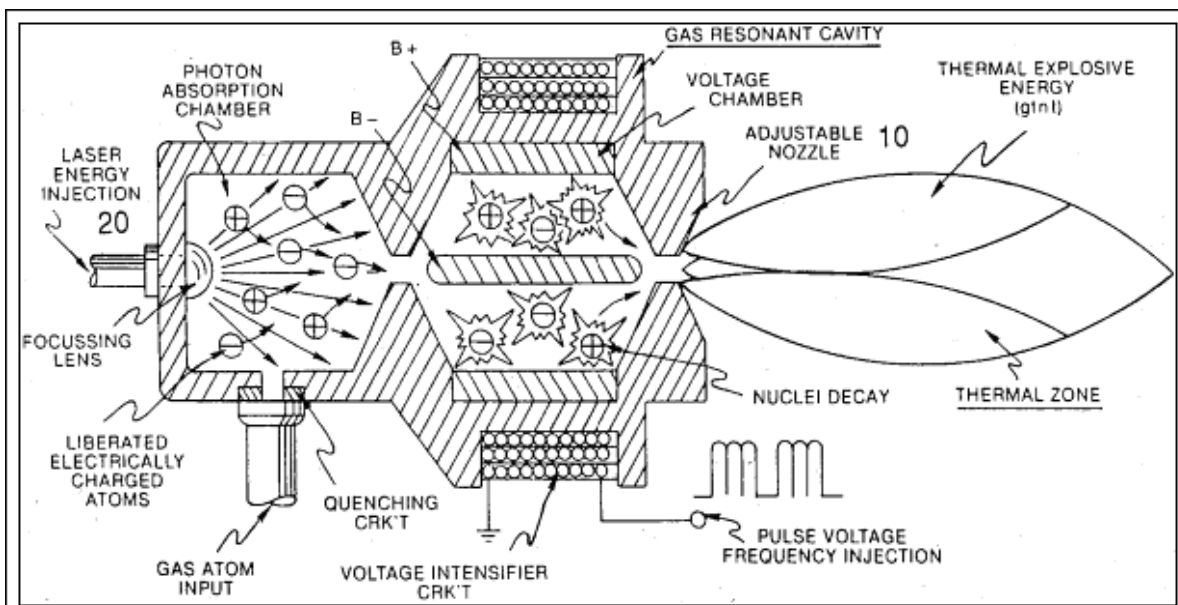 GAS RESONANT CAVITY
B+
PHOTON
ABSORPTION
CHAMBER
THERMAL EXPLOSIVE
ENERGY
(gtnt)
VOLTAGE
CHAMBER
B-
ADJUSTABLE
NOZZLE
10
LASER
ENERGY
INJECTION
20
FOCUSSING
LENS
NUCLEI DECAY
THERMAL ZONE
LIBERATED
ELECTRICALLY
CHARGED
ATOMS
QUENCHING
CRK'T
PULSE VOLTAGE
FREQUENCY INJECTION
GAS ATOM
INPUT
VOLTAGE INTENSIFIER
CRK'T